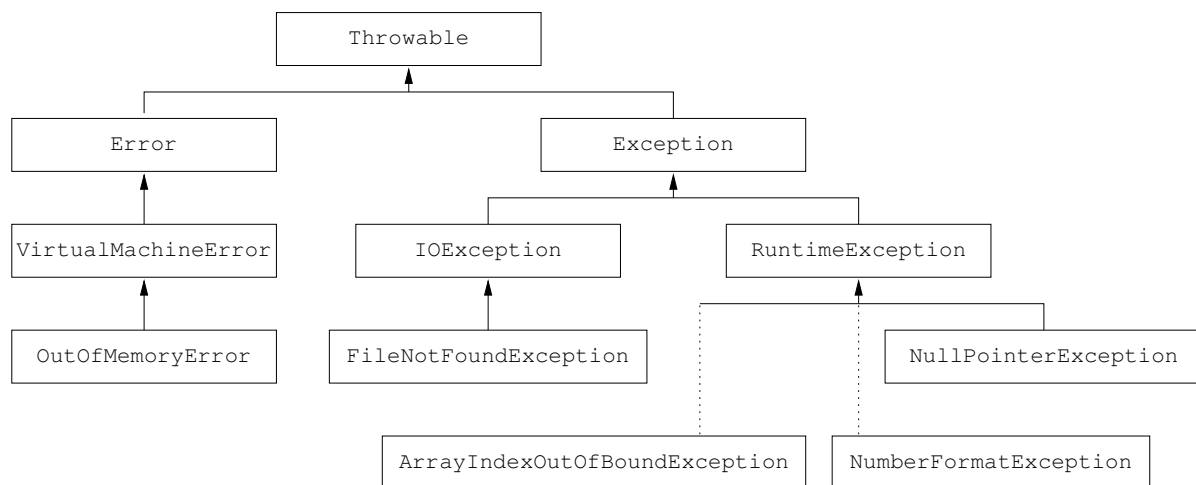 Throwable
Error
Exception
VirtualMachineError
IOException
RuntimeException
OutOfMemoryError
FileNotFoundException
NullPointerException
ArrayIndexOutOfBoundException
NumberFormatException